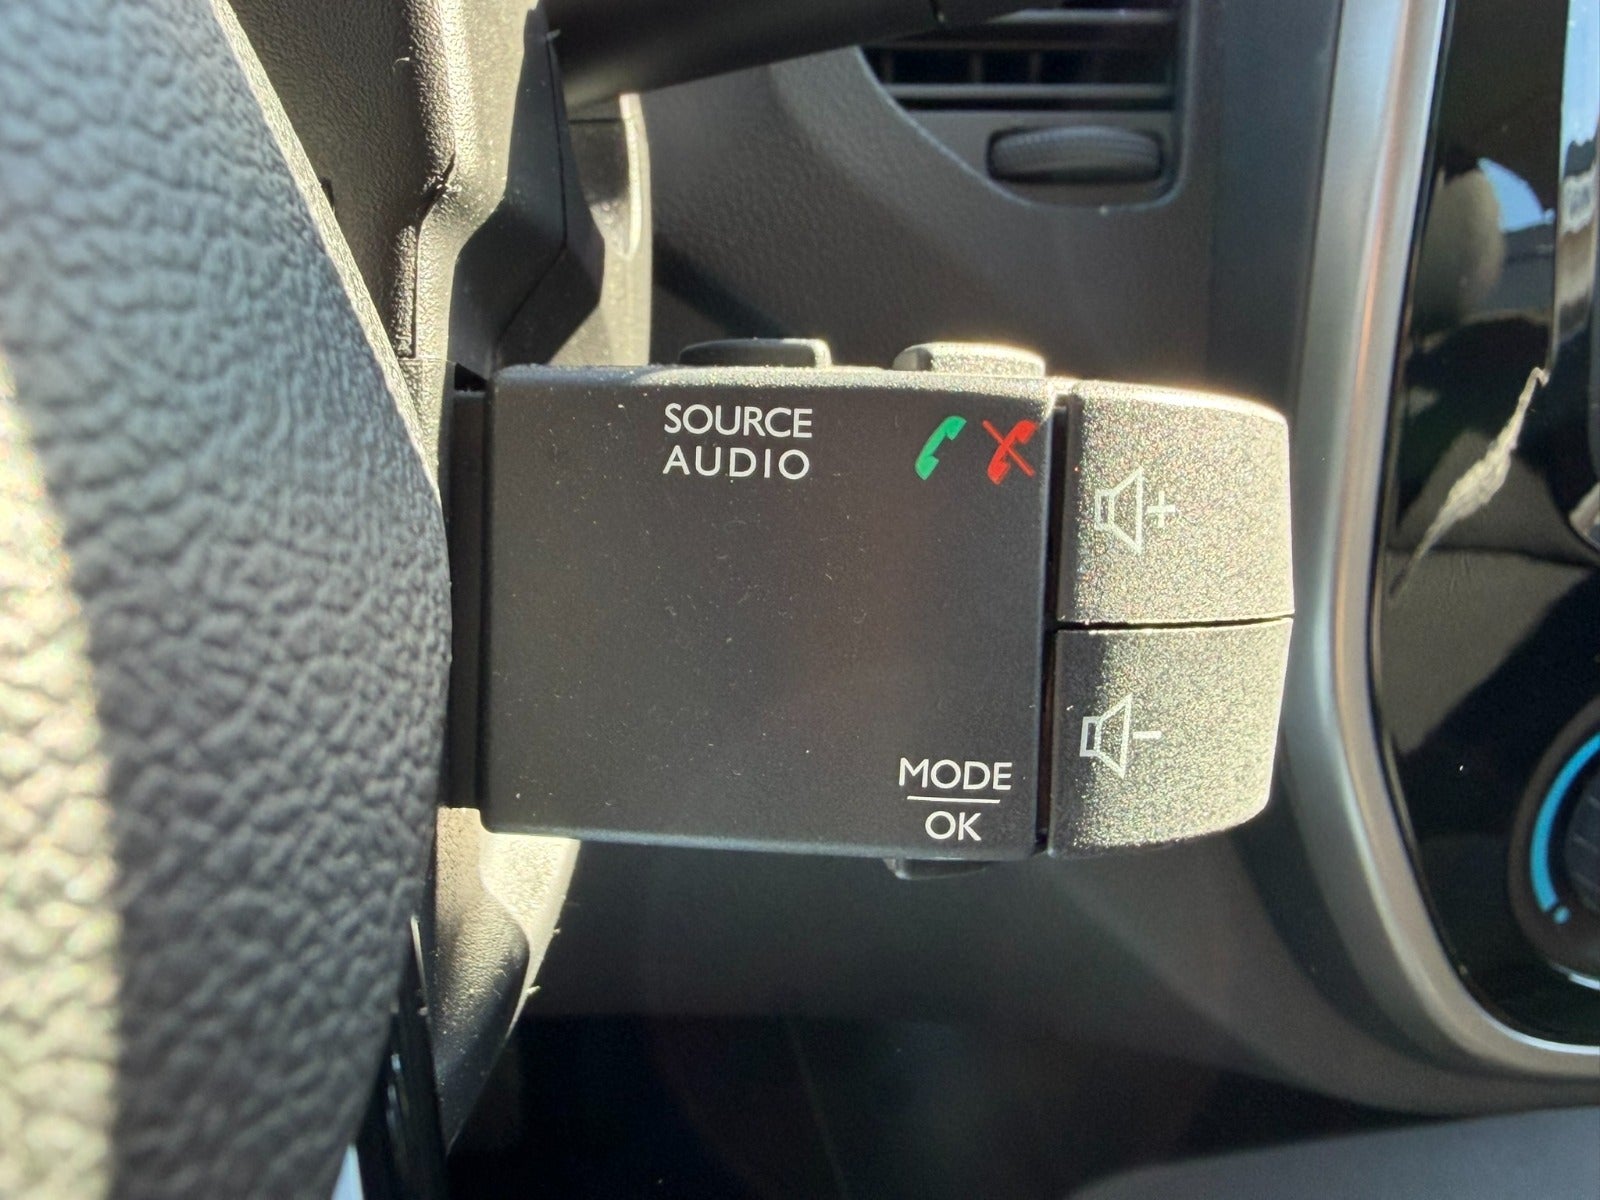 SOURCE
AUDIO
+
-
MODE
OK